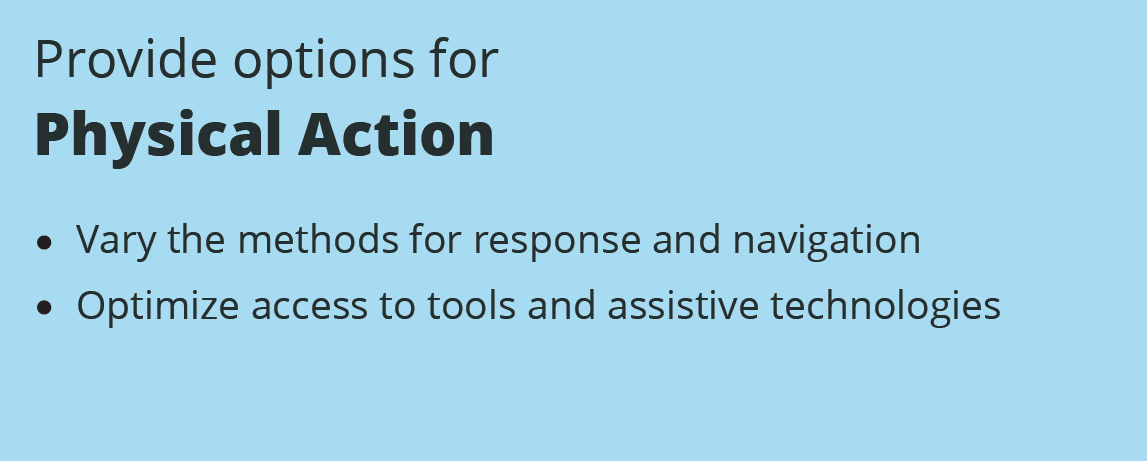 Provide options for
Physical Action
• Vary the methods for response and navigation
• Optimize access to tools and assistive technologies